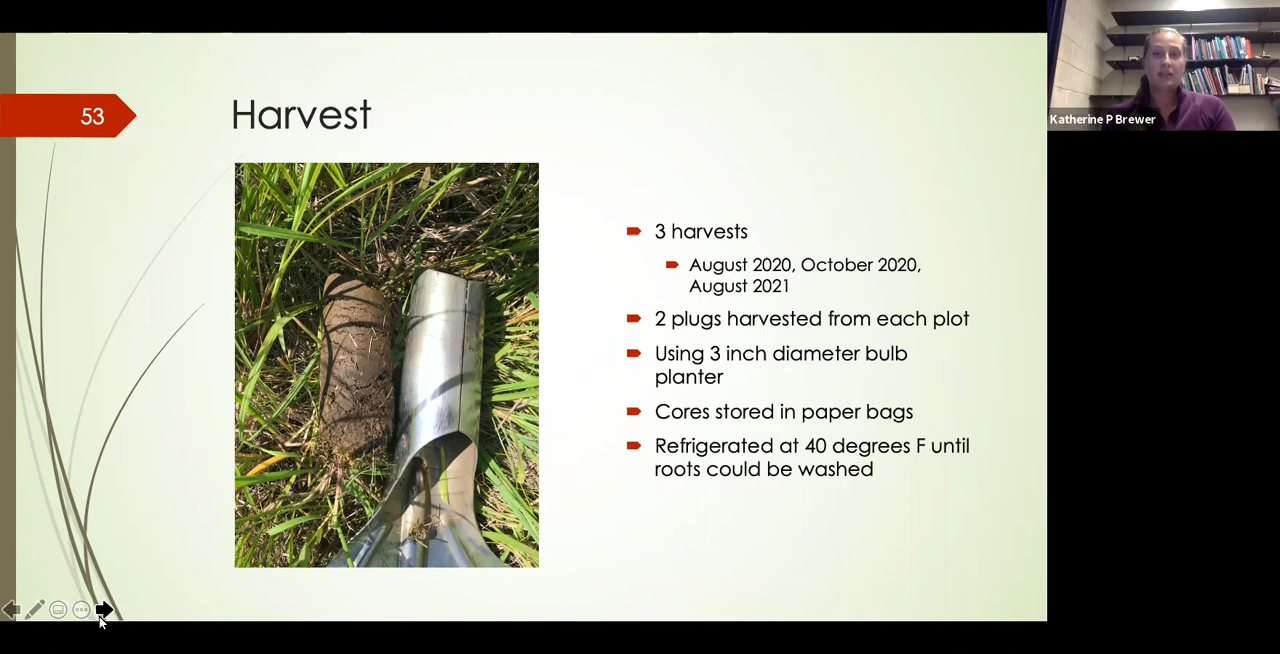 53
Harvest
3 harvests
August 2020, October 2020,
August 2021
2 plugs harvested from each plot
Using 3 inch diameter bulb
planter
Cores stored in paper bags
Refrigerated at 40 degrees F until
roots could be washed
Katherine P Brewer